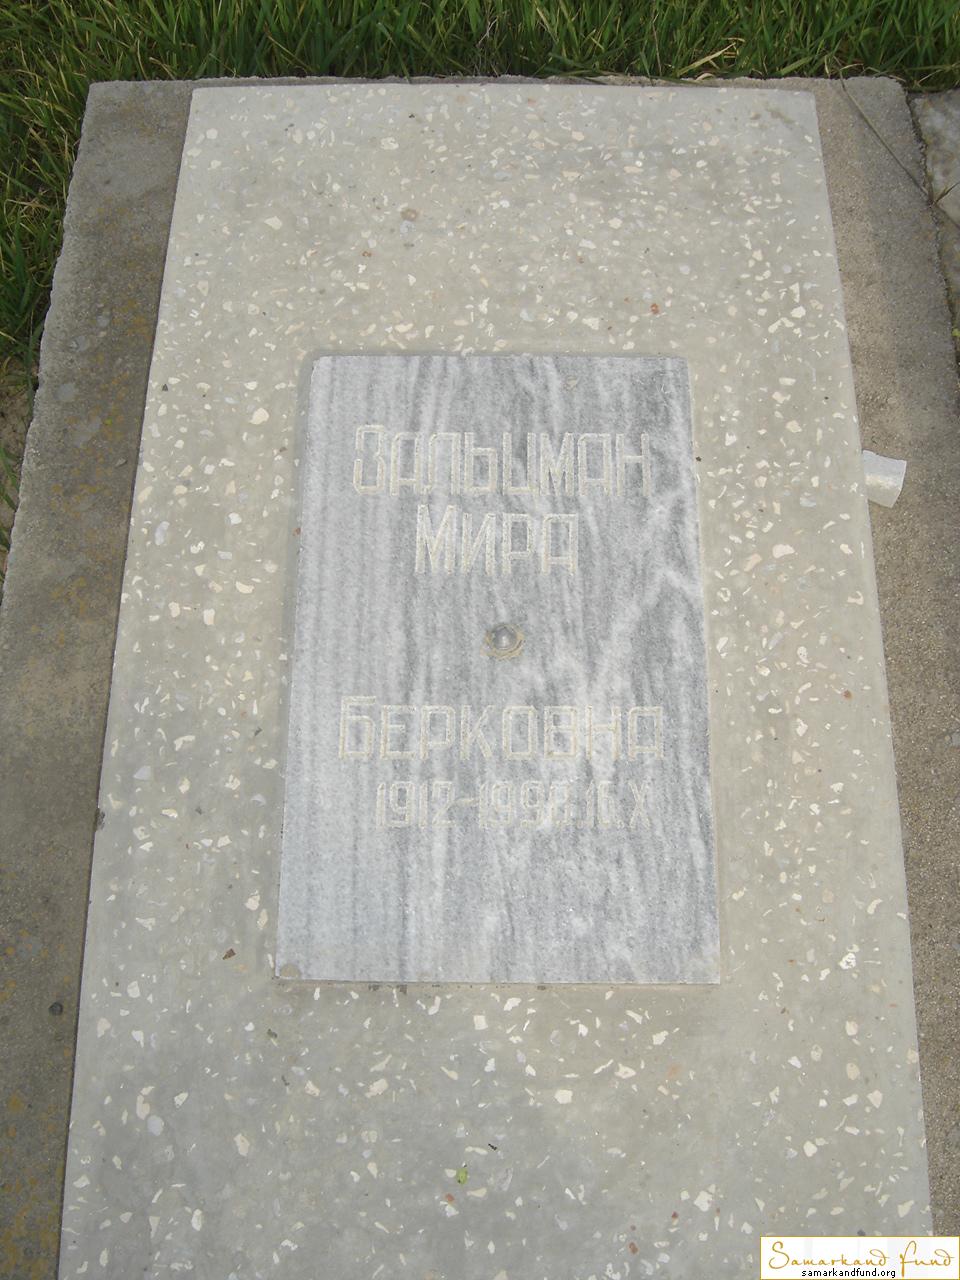 Зальцман
Мира
Берковна
1912-1998.16.X
Samarkand fund
samarkandfund.org